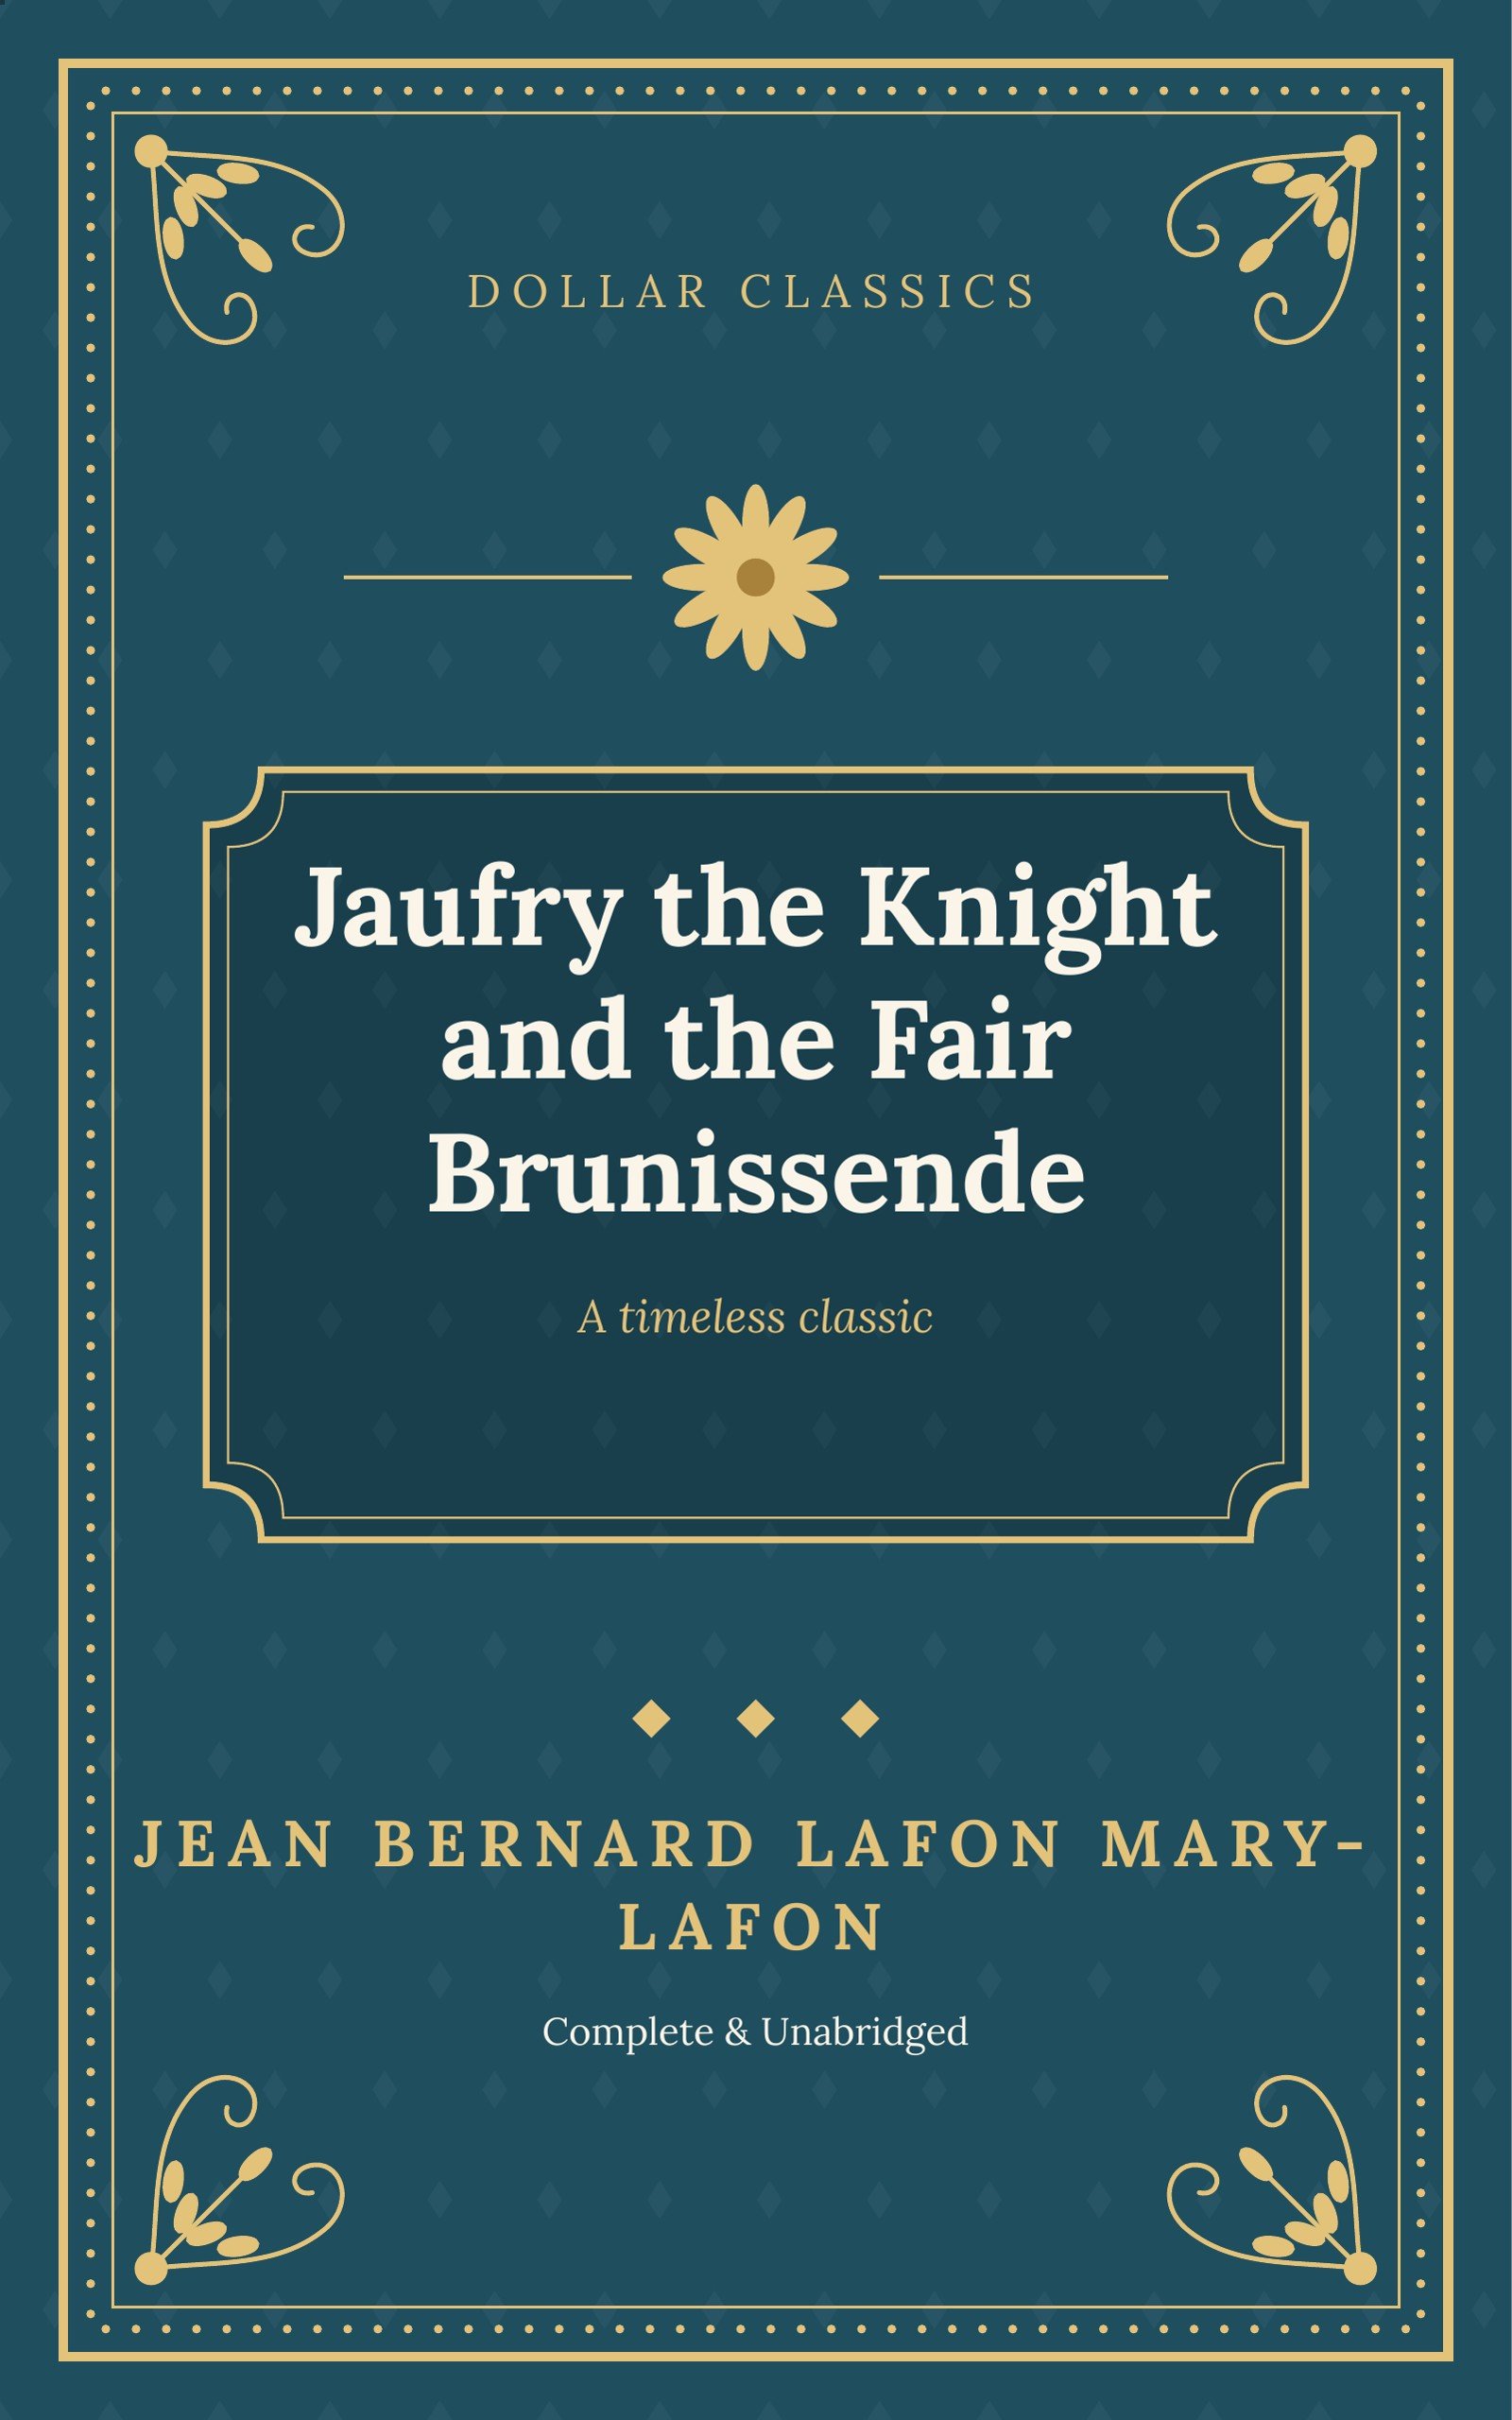 DOLLAR CLASSICS
Jaufry the Knight
and the Fair
Brunissende
A timeless classic
JEAN BERNARD LAFON MARY-
LAFON
Complete & Unabridged